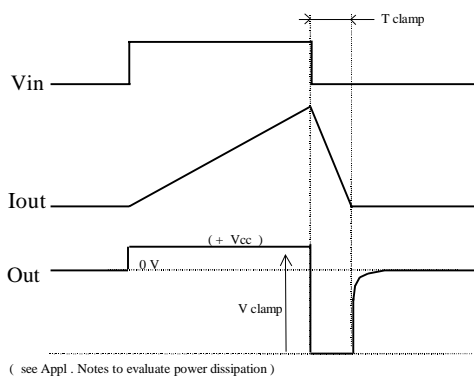 T clamp
Vin
Iout
( + Vcc )
Out
0 V
V clamp
( see Appl . Notes to evaluate power dissipation )